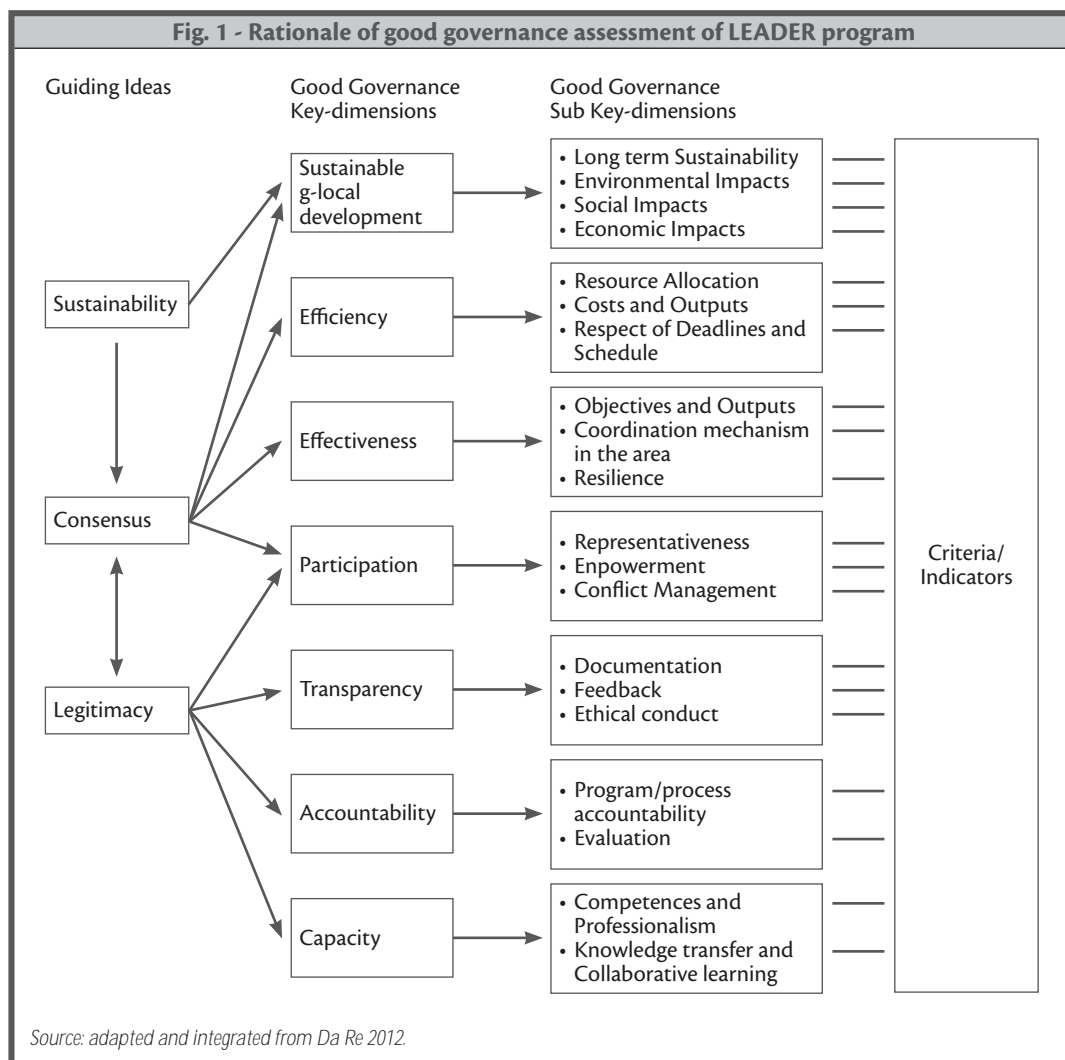 Fig. 1 - Rationale of good governance assessment of LEADER program
Guiding Ideas
Good Governance
Key-dimensions
Good Governance
Sub Key-dimensions
Sustainability
Consensus
Legitimacy
Sustainable
g-local
development
• Long term Sustainability
• Environmental Impacts
• Social Impacts
• Economic Impacts
Efficiency
• Resource Allocation
• Costs and Outputs
• Respect of Deadlines and
Schedule
Effectiveness
• Objectives and Outputs
• Coordination mechanism
in the area
• Resilience
Participation
• Representativeness
• Enpowerment
• Conflict Management
Transparency
• Documentation
• Feedback
• Ethical conduct
Accountability
• Program/process
accountability
• Evaluation
Capacity
• Competences and
Professionalism
• Knowledge transfer and
Collaborative learning
Criteria/
Indicators
Source: adapted and integrated from Da Re 2012.